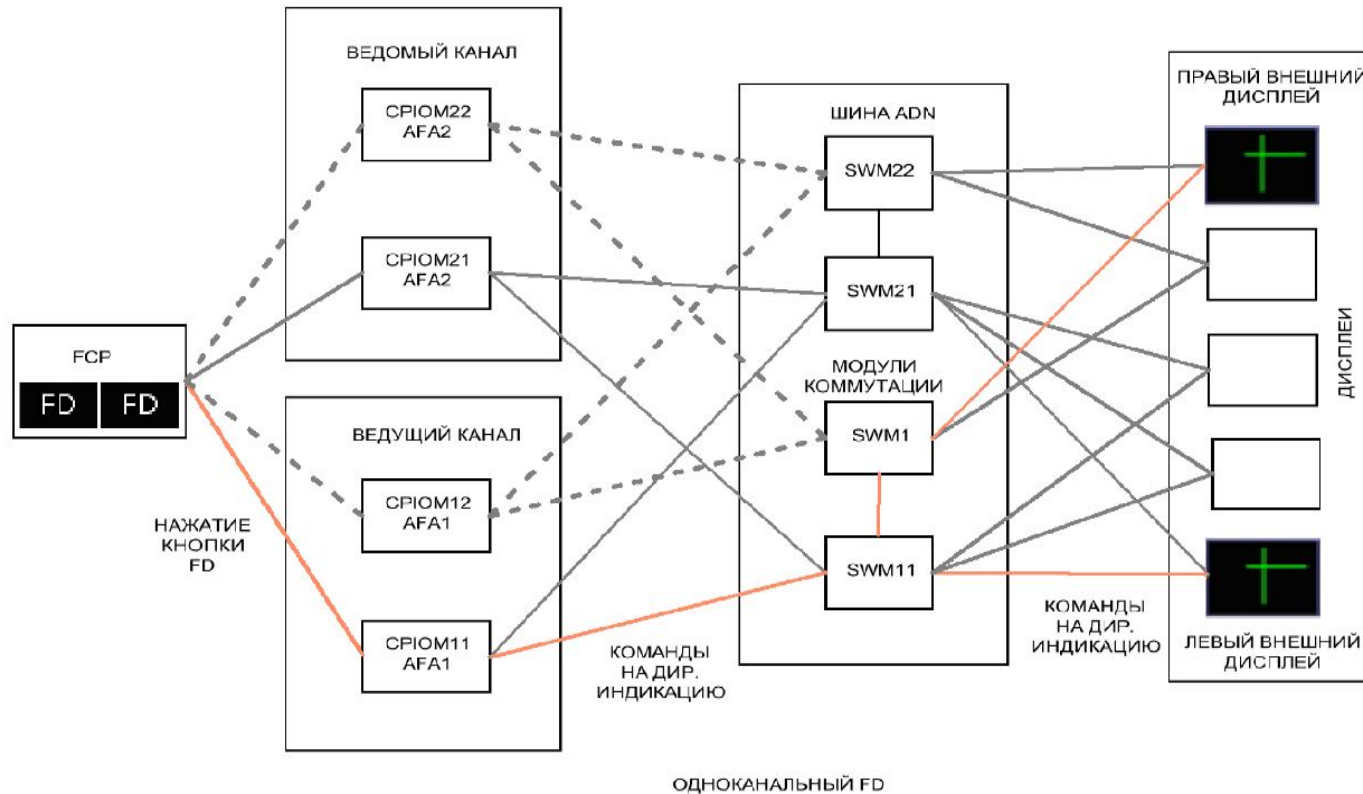 ВЕДОМЫЙ КАНАЛ
CPIOM22
AFA2
CPIOM21
AFA2
FCP
FD FD
НАЖАТИЕ
КНОПКИ
FD
ВЕДУЩИЙ КАНАЛ
CPIOM12
AFA1
CPIOM11
AFA1
КОМАНДЫ
НА ДИР.
ИНДИКАЦИЮ
ШИНА ADN
SWM22
SWM21
МОДУЛИ
КОММУТАЦИИ
SWM1
SWM11
КОМАНДЫ
НА ДИР.
ИНДИКАЦИЮ
ПРАВЫЙ ВНЕШНИЙ
ДИСПЛЕЙ
ДИСПЛЕИ
ЛЕВЫЙ ВНЕШНИЙ
ДИСПЛЕЙ
ОДНОКАНАЛЬНЫЙ FD